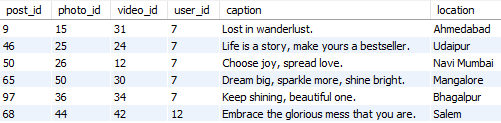 post_id photo_id video_id user_id caption location
9 15 31 7 Lost in wanderlust. Ahmedabad
46 25 24 7 Life is a story, make yours a bestseller. Udaipur
50 26 12 7 Choose joy, spread love. Navi Mumbai
65 50 30 7 Dream big, sparkle more, shine bright. Mangalore
97 36 34 7 Keep shining, beautiful one. Bhagalpur
68 44 42 12 Embrace the glorious mess that you are. Salem